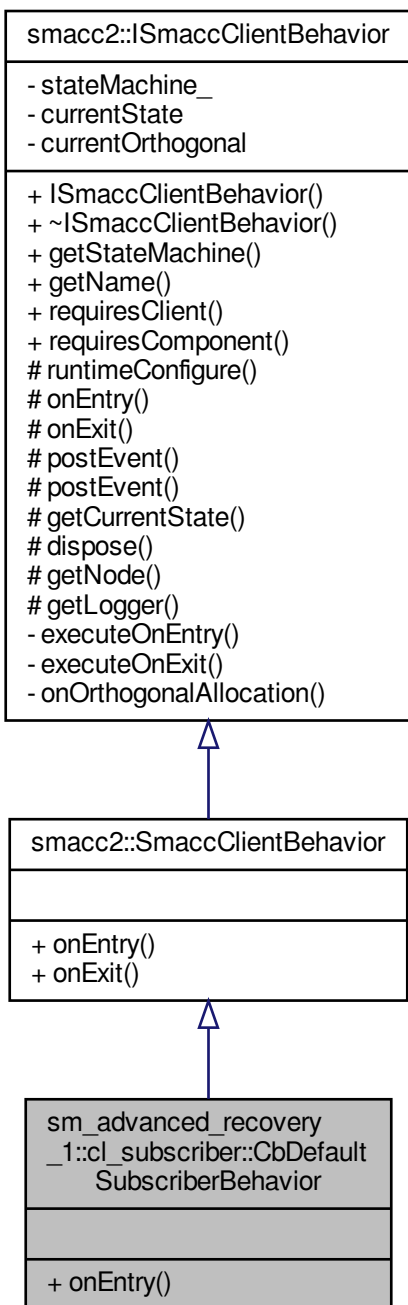 smacc2::ISmaccClientBehavior
- stateMachine_
- currentState
- currentOrthogonal
+ ISmaccClientBehavior()
+ ~ISmaccClientBehavior()
+ getStateMachine()
+ getName()
+ requiresClient()
+ requiresComponent()
# runtimeConfigure()
# onEntry()
# onExit()
# postEvent()
# postEvent()
# getCurrentState()
# dispose()
# getNode()
# getLogger()
- executeOnEntry()
- executeOnExit()
- onOrthogonalAllocation()
smacc2::SmaccClientBehavior
+ onEntry()
+ onExit()
sm_advanced_recovery
_1::cl_subscriber::CbDefault
SubscriberBehavior
+ onEntry()